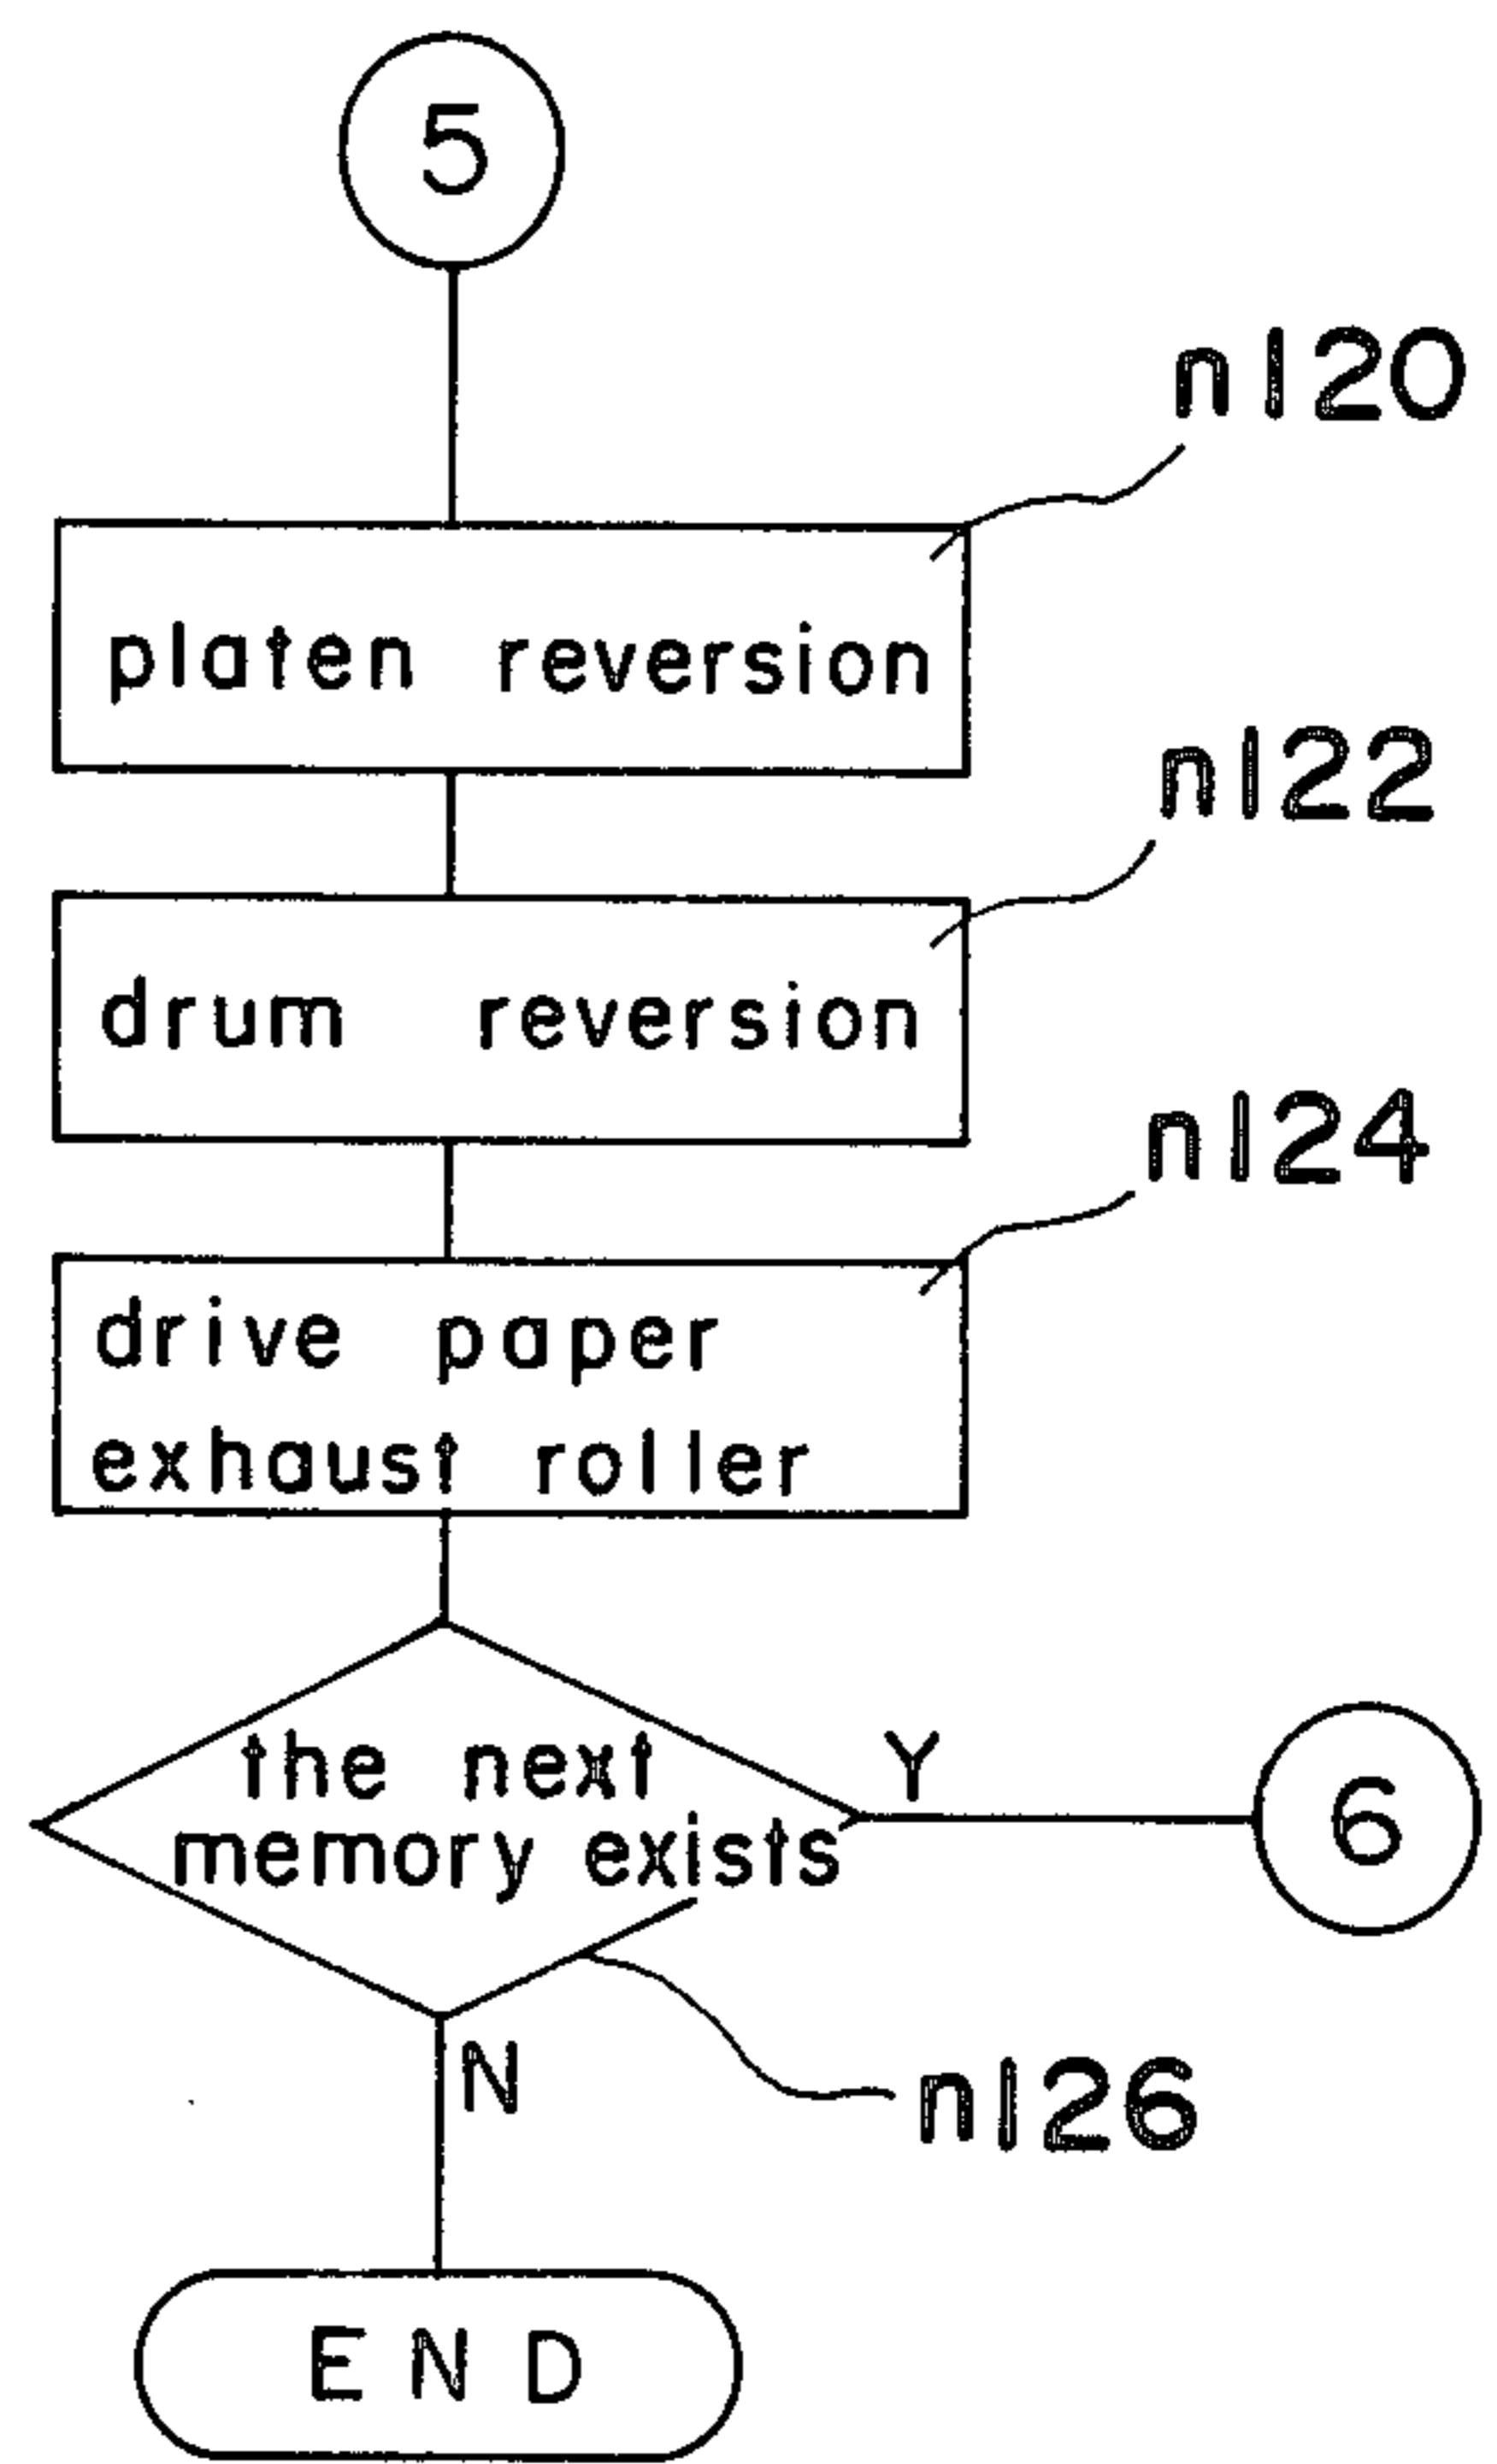 5
n120
platen reversion
n122
drum reversion
n124
drive paper
exhaust roller
the next
memory exists
Y
6
N
n126
END